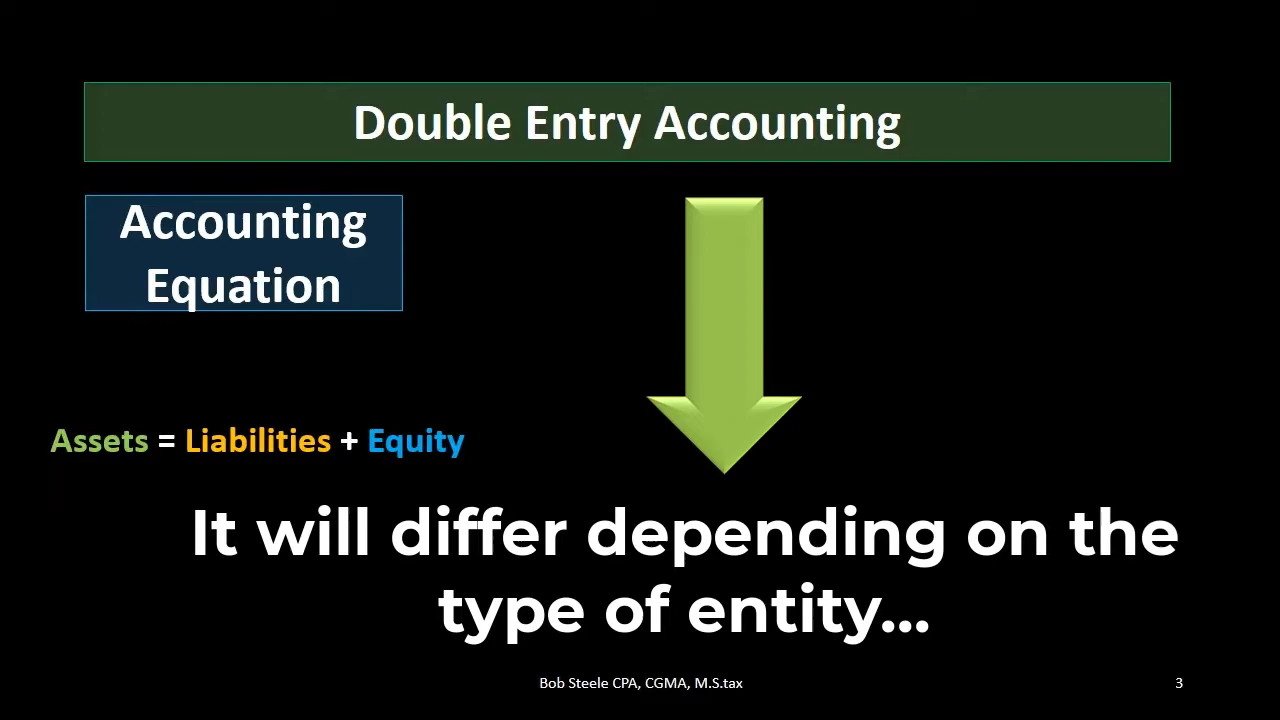 Double Entry Accounting
Accounting
Equation
Assets = Liabilities + Equity
It will differ depending on the
type of entity...
Bob Steele CPA, CGMA, M.S.tax
3